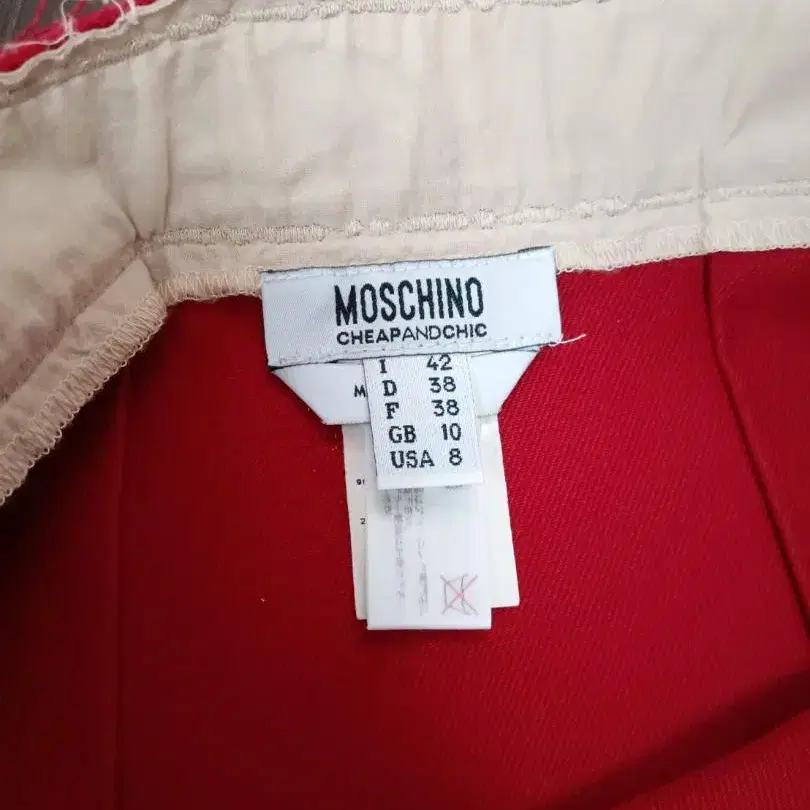 MOSCHINO
CHEAPANDCHIC
I 42
D 38
F 38
GB 10
USA 8